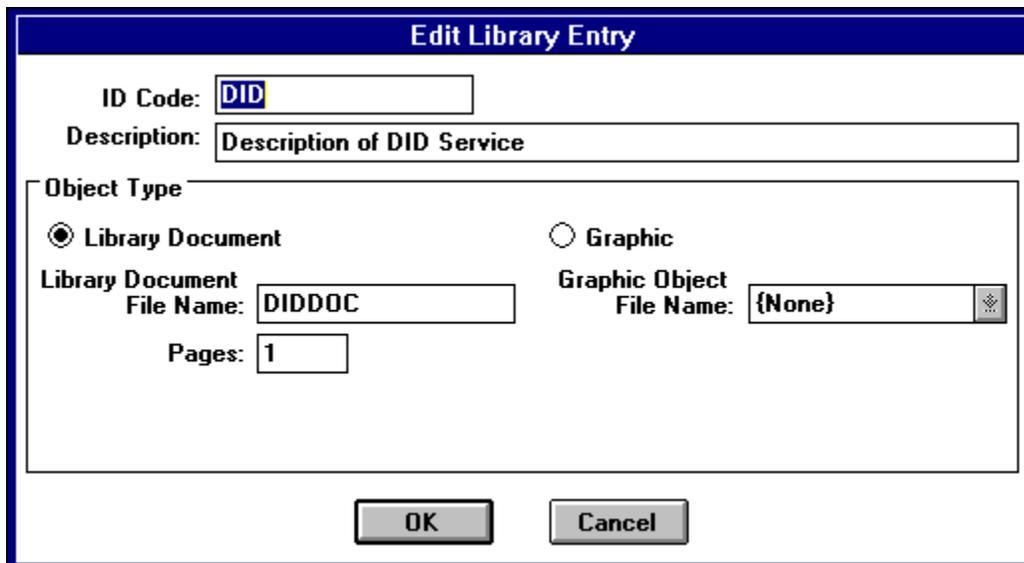 Edit Library Entry
ID Code: DID
Description: Description of DID Service
Object Type
Library Document
Graphic
Library Document
File Name: DIDDOC
Graphic Object
File Name: {None}
Pages: 1
OK
Cancel